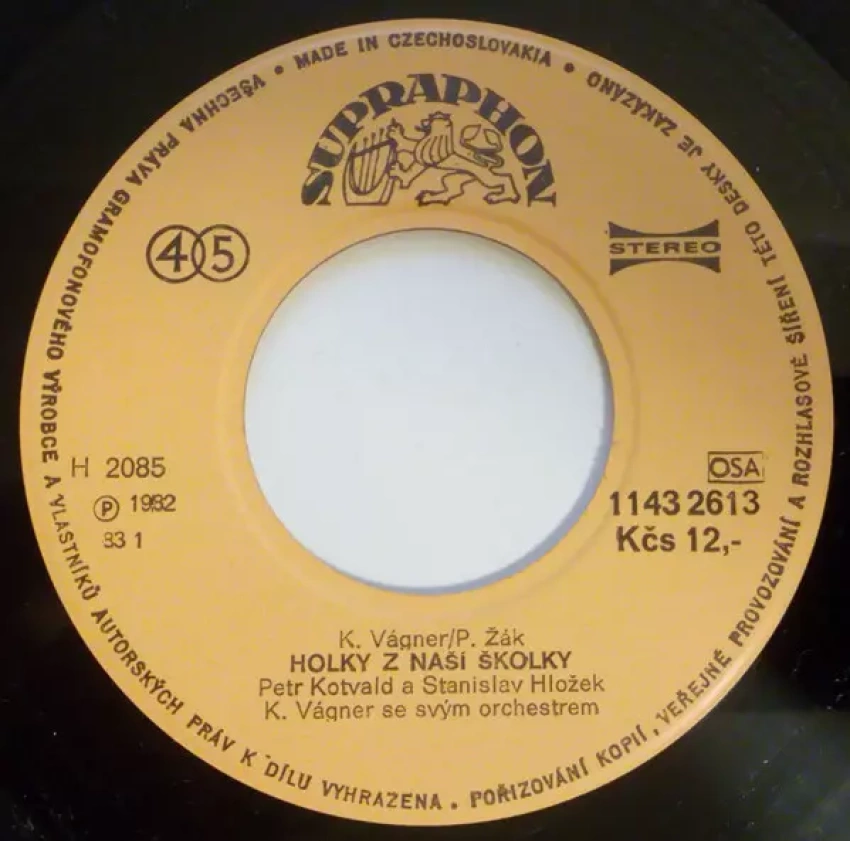 VŠECHNA PRÁVA GRAMOFONOVÉHO VÝROBCE A VLASTNÍKŮ AUTORSKÝCH PRÁV K DÍLU VYHRAZENA . POŘIZOVÁNÍ KOPIÍ, VEŘEJNÉ PROVOZOVÁNÍ A ROZHLASOVÉ ŠÍŘENÍ TÉTO DESKY JE ZAKÁZÁNO • MADE IN CZECHOSLOVAKIA •
SUPRAPHON
45
STEREO
H 2085
Ⓟ 1982
83 1
OSA
1143 2613
Kčs 12,-
K. Vágner/P. Žák
HOLKY Z NAŠÍ ŠKOLKY
Petr Kotvald a Stanislav Hložek
K. Vágner se svým orchestrem